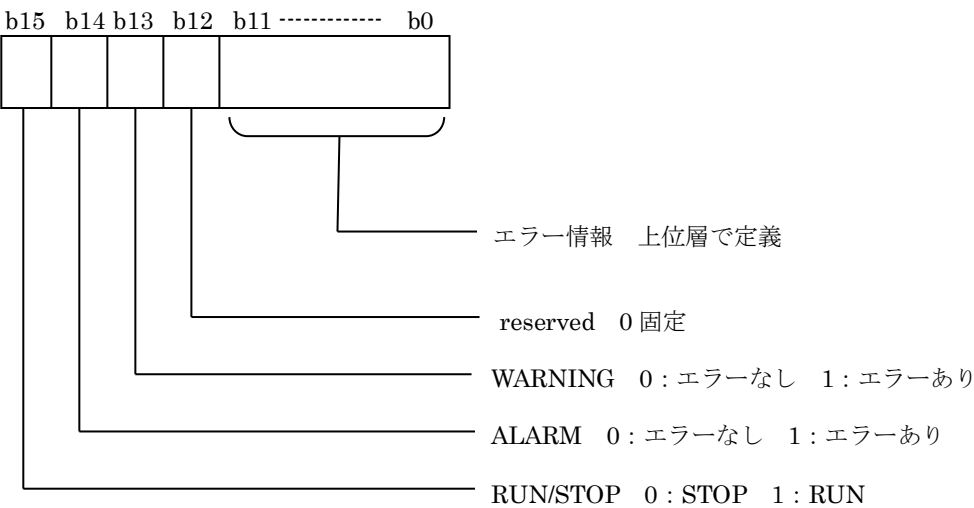 b15 b14 b13 b12 b11 ------------- b0
エラー情報　上位層で定義
reserved　0 固定
WARNING　0：エラーなし　1：エラーあり
ALARM　0：エラーなし　1：エラーあり
RUN/STOP　0：STOP　1：RUN